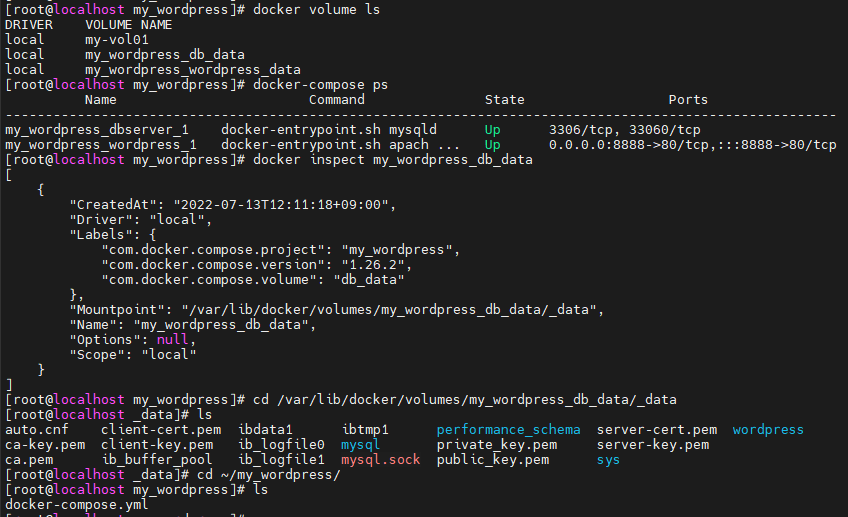 [root@localhost my_wordpress]# docker volume ls
DRIVER    VOLUME NAME
local     my-vol01
local     my_wordpress_db_data
local     my_wordpress_wordpress_data
[root@localhost my_wordpress]# docker-compose ps
          Name                        Command               State                  Ports
my_wordpress_dbserver_1    docker-entrypoint.sh mysqld      Up      3306/tcp, 33060/tcp
my_wordpress_wordpress_1   docker-entrypoint.sh apach ...   Up      0.0.0.0:8888->80/tcp,:::8888->80/tcp
[root@localhost my_wordpress]# docker inspect my_wordpress_db_data
[
    {
        "CreatedAt": "2022-07-13T12:11:18+09:00",
        "Driver": "local",
        "Labels": {
            "com.docker.compose.project": "my_wordpress",
            "com.docker.compose.version": "1.26.2",
            "com.docker.compose.volume": "db_data"
        },
        "Mountpoint": "/var/lib/docker/volumes/my_wordpress_db_data/_data",
        "Name": "my_wordpress_db_data",
        "Options": null,
        "Scope": "local"
    }
]
[root@localhost my_wordpress]# cd /var/lib/docker/volumes/my_wordpress_db_data/_data
[root@localhost _data]# ls
auto.cnf    client-cert.pem  ibdata1      ibtmp1      performance_schema  server-cert.pem  wordpress
ca-key.pem  client-key.pem   ib_logfile0  mysql       private_key.pem     server-key.pem
ca.pem      ib_buffer_pool   ib_logfile1  mysql.sock  public_key.pem      sys
[root@localhost _data]# cd ~/my_wordpress/
[root@localhost my_wordpress]# ls
docker-compose.yml